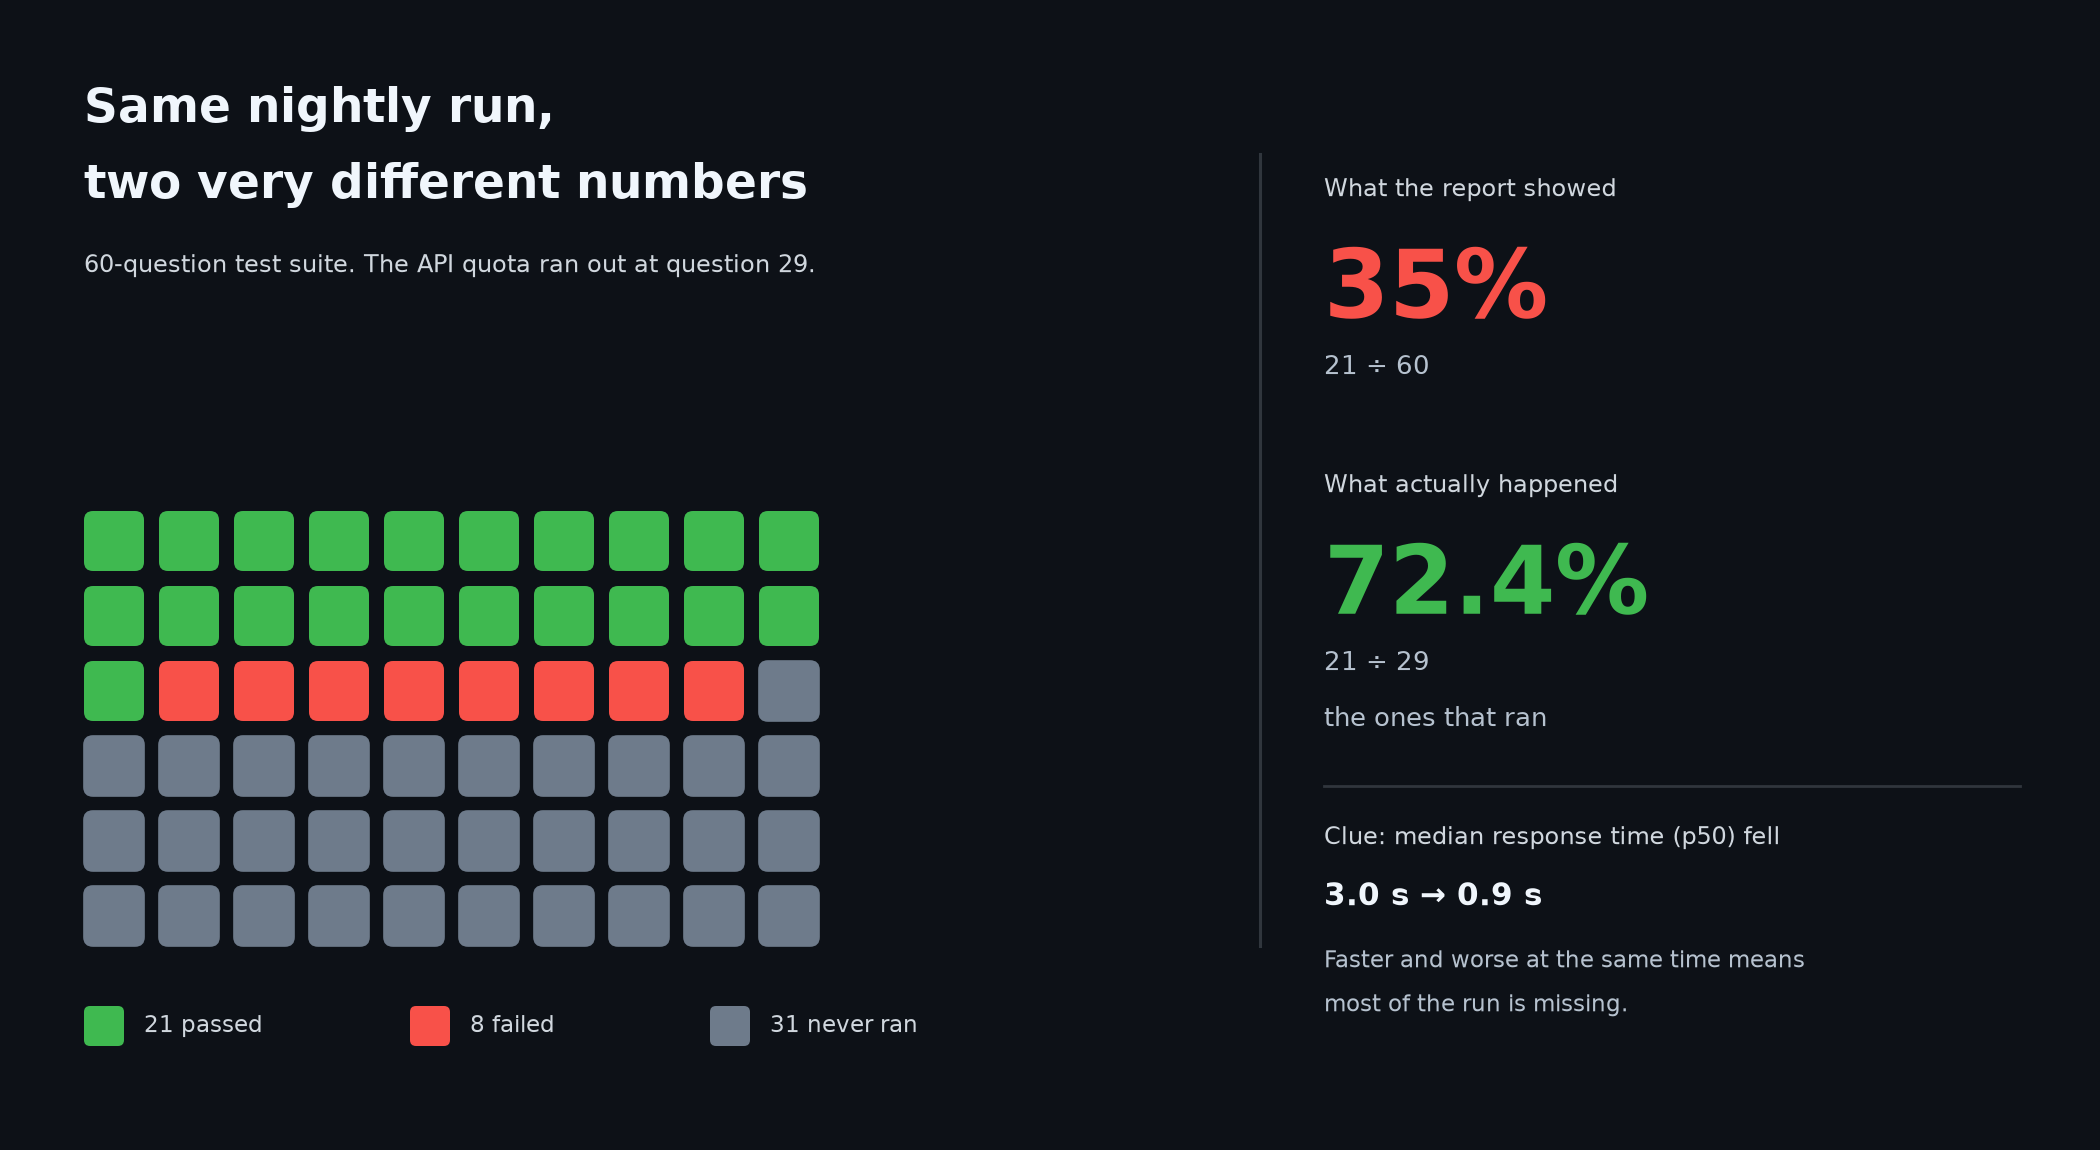 Same nightly run,
two very different numbers
60-question test suite. The API quota ran out at question 29.
21 passed
8 failed
31 never ran
What the report showed
35%
21 ÷ 60
What actually happened
72.4%
21 ÷ 29
the ones that ran
Clue: median response time (p50) fell
3.0 s → 0.9 s
Faster and worse at the same time means
most of the run is missing.